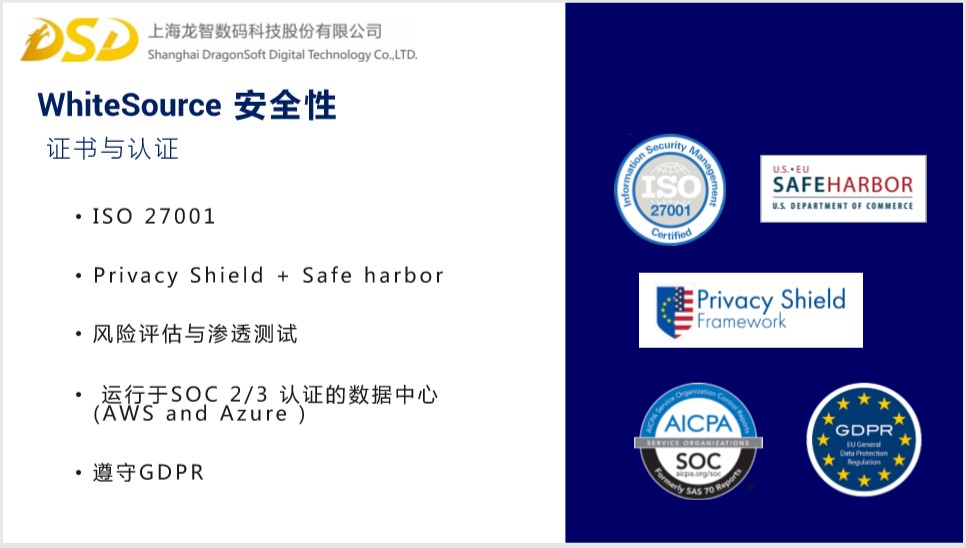 DSD
上海龙智数码科技股份有限公司
Shanghai DragonSoft Digital Technology Co.,LTD.
WhiteSource 安全性
证书与认证
• ISO 27001
• Privacy Shield + Safe harbor
• 风险评估与渗透测试
• 运行于SOC 2/3 认证的数据中心
(AWS and Azure )
• 遵守GDPR
Information Security Management
ISO
27001
Certified
U.S.•EU
SAFEHARBOR
U.S. DEPARTMENT OF COMMERCE
Privacy Shield
Framework
AICPA Service Organization Control Reports
AICPA
SERVICE ORGANIZATIONS
SOC
aicpa.org/soc
Formerly SAS 70 Reports
GDPR
EU General
Data Protection
Regulation